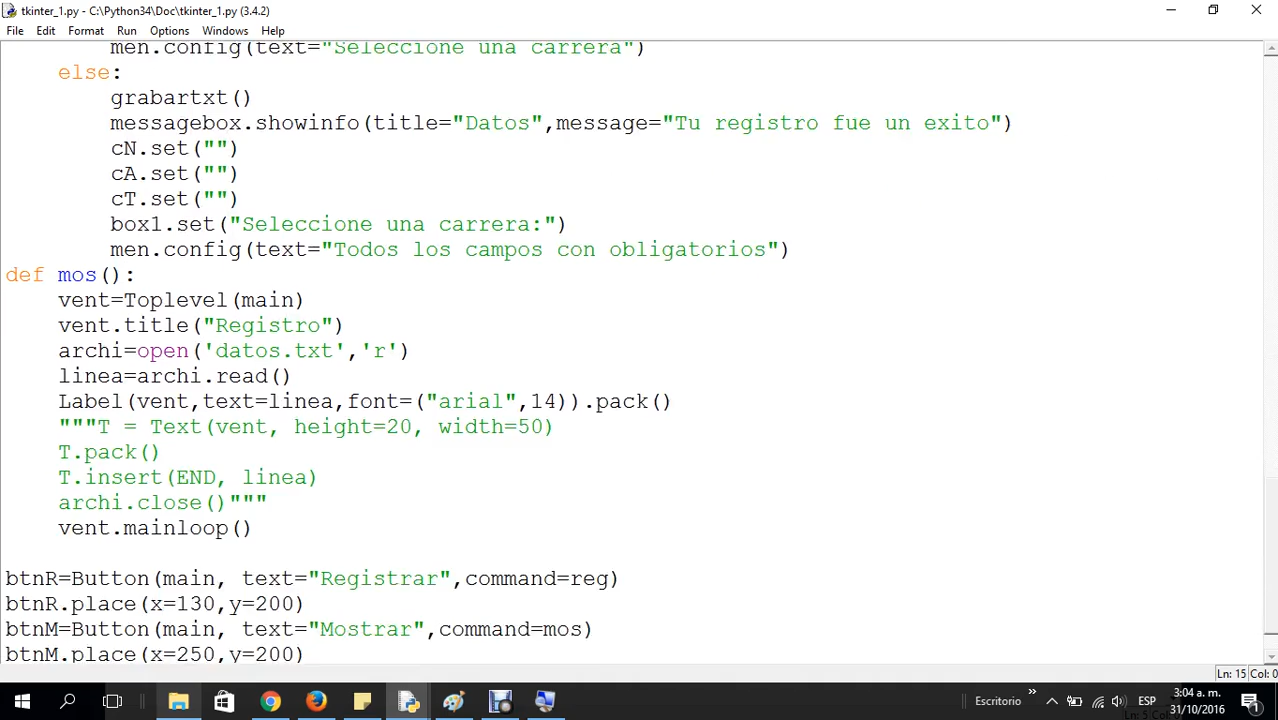 tkinter_1.py - C:\Python34\Doc\tkinter_1.py (3.4.2)
File Edit Format Run Options Windows Help
        men.config(text="Seleccione una carrera")
    else:
        grabartxt()
        messagebox.showinfo(title="Datos",message="Tu registro fue un exito")
        cN.set("")
        cA.set("")
        cT.set("")
        box1.set("Seleccione una carrera:")
        men.config(text="Todos los campos con obligatorios")
def mos():
    vent=Toplevel(main)
    vent.title("Registro")
    archi=open('datos.txt','r')
    linea=archi.read()
    Label(vent,text=linea,font=("arial",14)).pack()
    """T = Text(vent, height=20, width=50)
    T.pack()
    T.insert(END, linea)
    archi.close()"""
    vent.mainloop()
btnR=Button(main, text="Registrar",command=reg)
btnR.place(x=130,y=200)
btnM=Button(main, text="Mostrar",command=mos)
btnM.place(x=250,y=200)
Ln: 15 Col: 0
Escritorio » ESP 3:04 a. m.
31/10/2016 1